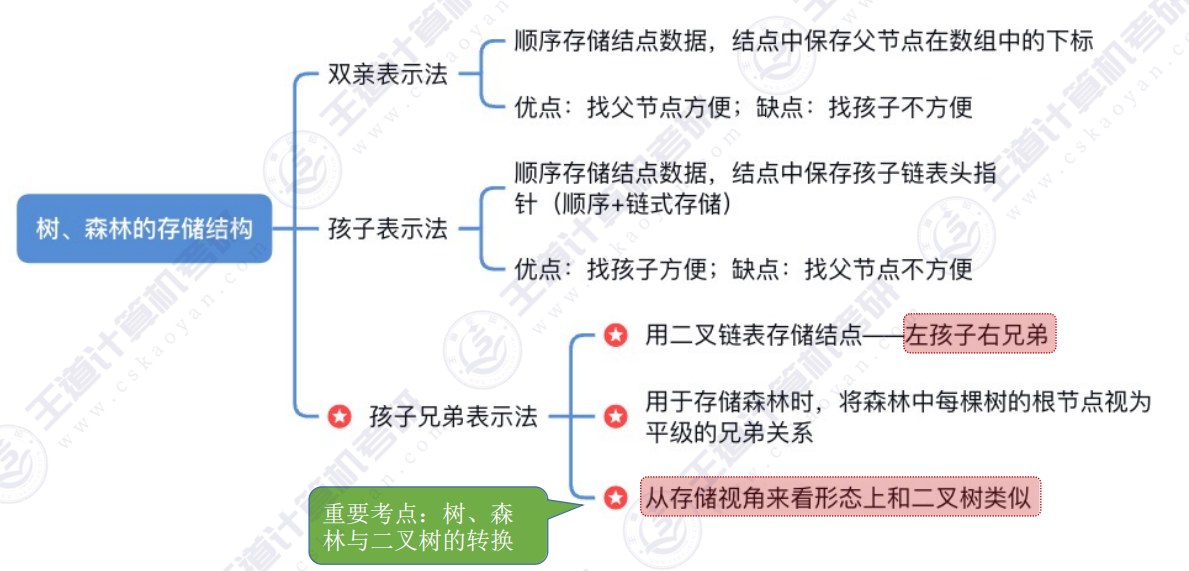 树、森林的存储结构
双亲表示法
顺序存储结点数据，结点中保存父节点在数组中的下标
优点：找父节点方便；缺点：找孩子不方便
孩子表示法
顺序存储结点数据，结点中保存孩子链表头指
针（顺序+链式存储）
优点：找孩子方便；缺点：找父节点不方便
孩子兄弟表示法
用二叉链表存储结点——左孩子右兄弟
用于存储森林时，将森林中每棵树的根节点视为
平级的兄弟关系
从存储视角来看形态上和二叉树类似
重要考点：树、森
林与二叉树的转换
王道计算机考研
www.cskaoyan.com